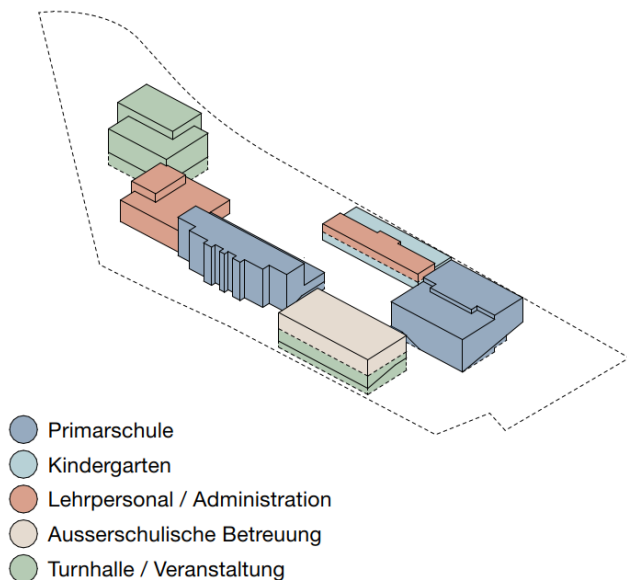 Primarschule
Kindergarten
Lehrpersonal / Administration
Ausserschulische Betreuung
Turnhalle / Veranstaltung